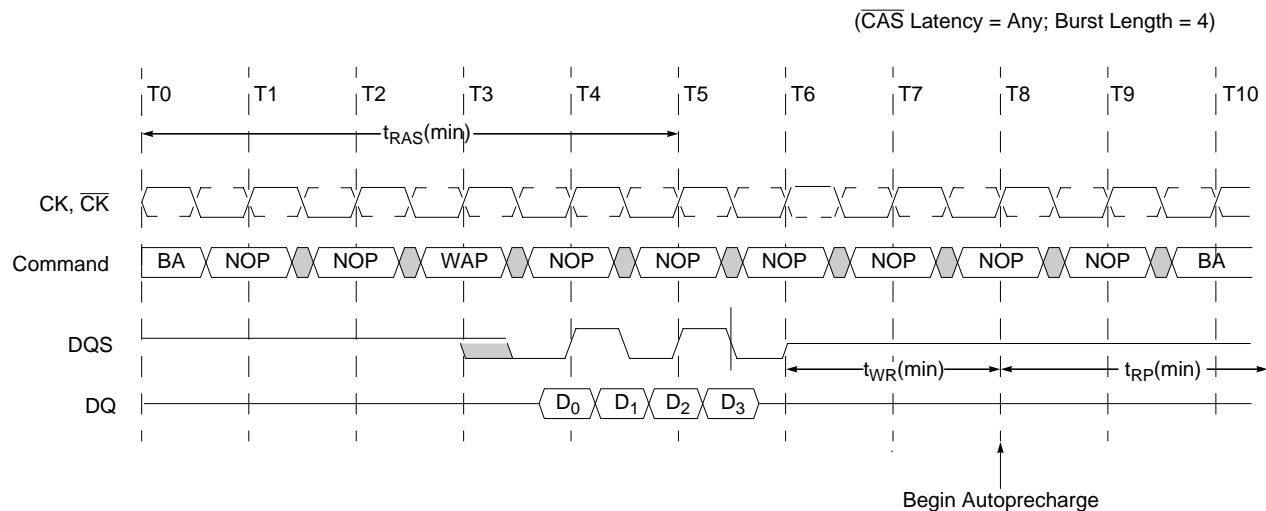 (CAS Latency = Any; Burst Length = 4)
T0 T1 T2 T3 T4 T5 T6 T7 T8 T9 T10
tRAS(min)
CK, CK
Command BA NOP NOP WAP NOP NOP NOP NOP NOP NOP BA
DQS
tWR(min) tRP(min)
DQ D0 D1 D2 D3
Begin Autoprecharge